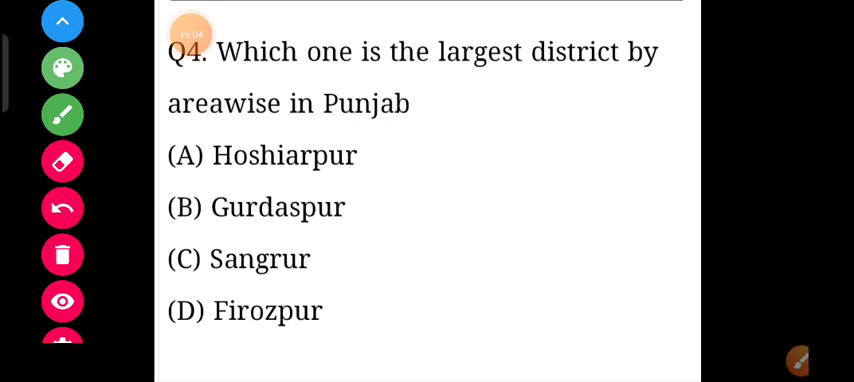 16:04
Q4. Which one is the largest district by
areawise in Punjab
(A) Hoshiarpur
(B) Gurdaspur
(C) Sangrur
(D) Firozpur